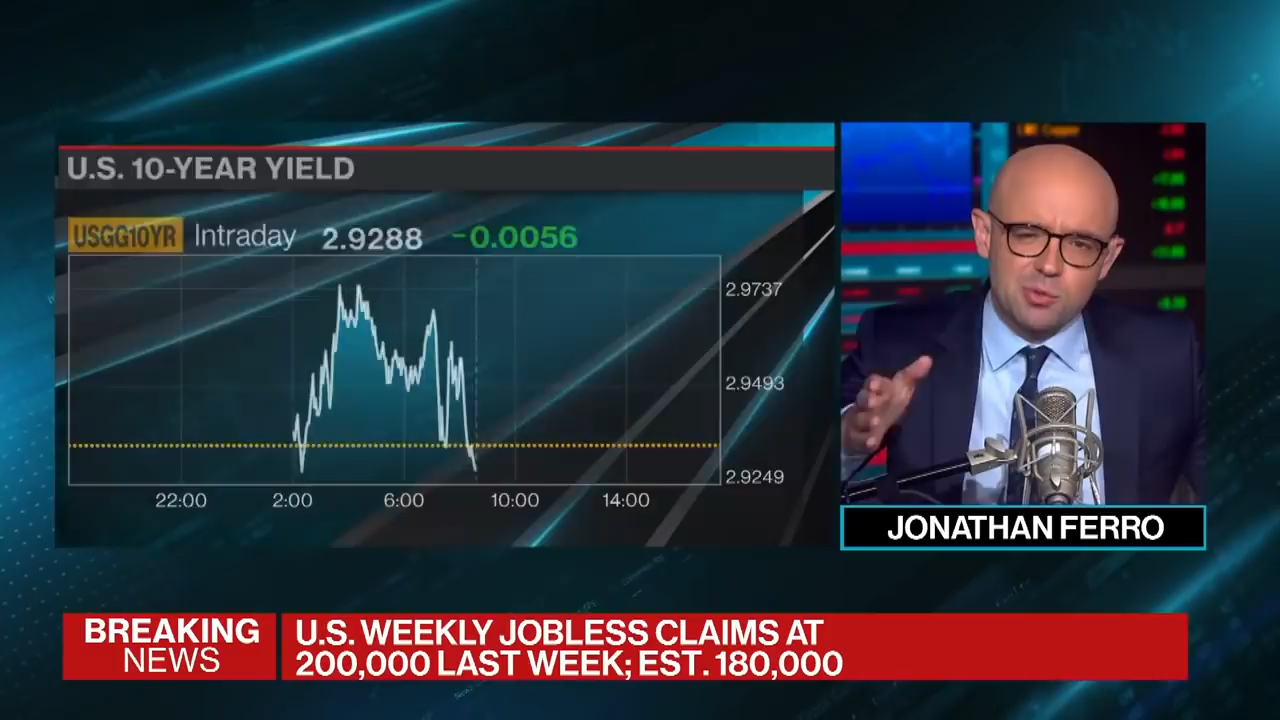 U.S. 10-YEAR YIELD
USGG10YR Intraday 2.9288 -0.0056
2.9737
2.9493
2.9249
22:00 2:00 6:00 10:00 14:00
Copper
JONATHAN FERRO
BREAKING
NEWS
U.S. WEEKLY JOBLESS CLAIMS AT
200,000 LAST WEEK; EST. 180,000